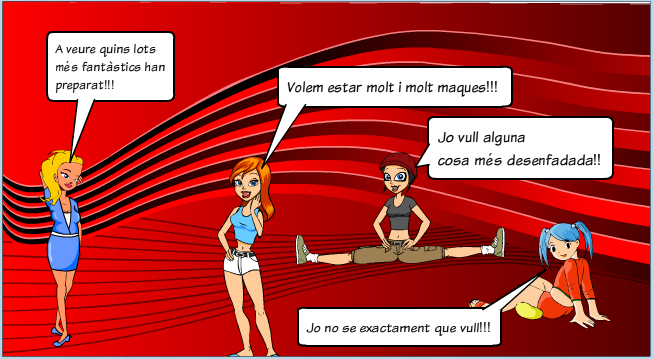 A veure quins lots
més fantàstics han
preparat!!!
Volem estar molt i molt maques!!!
Jo vull alguna
cosa més desenfadada!!
Jo no se exactament que vull!!!